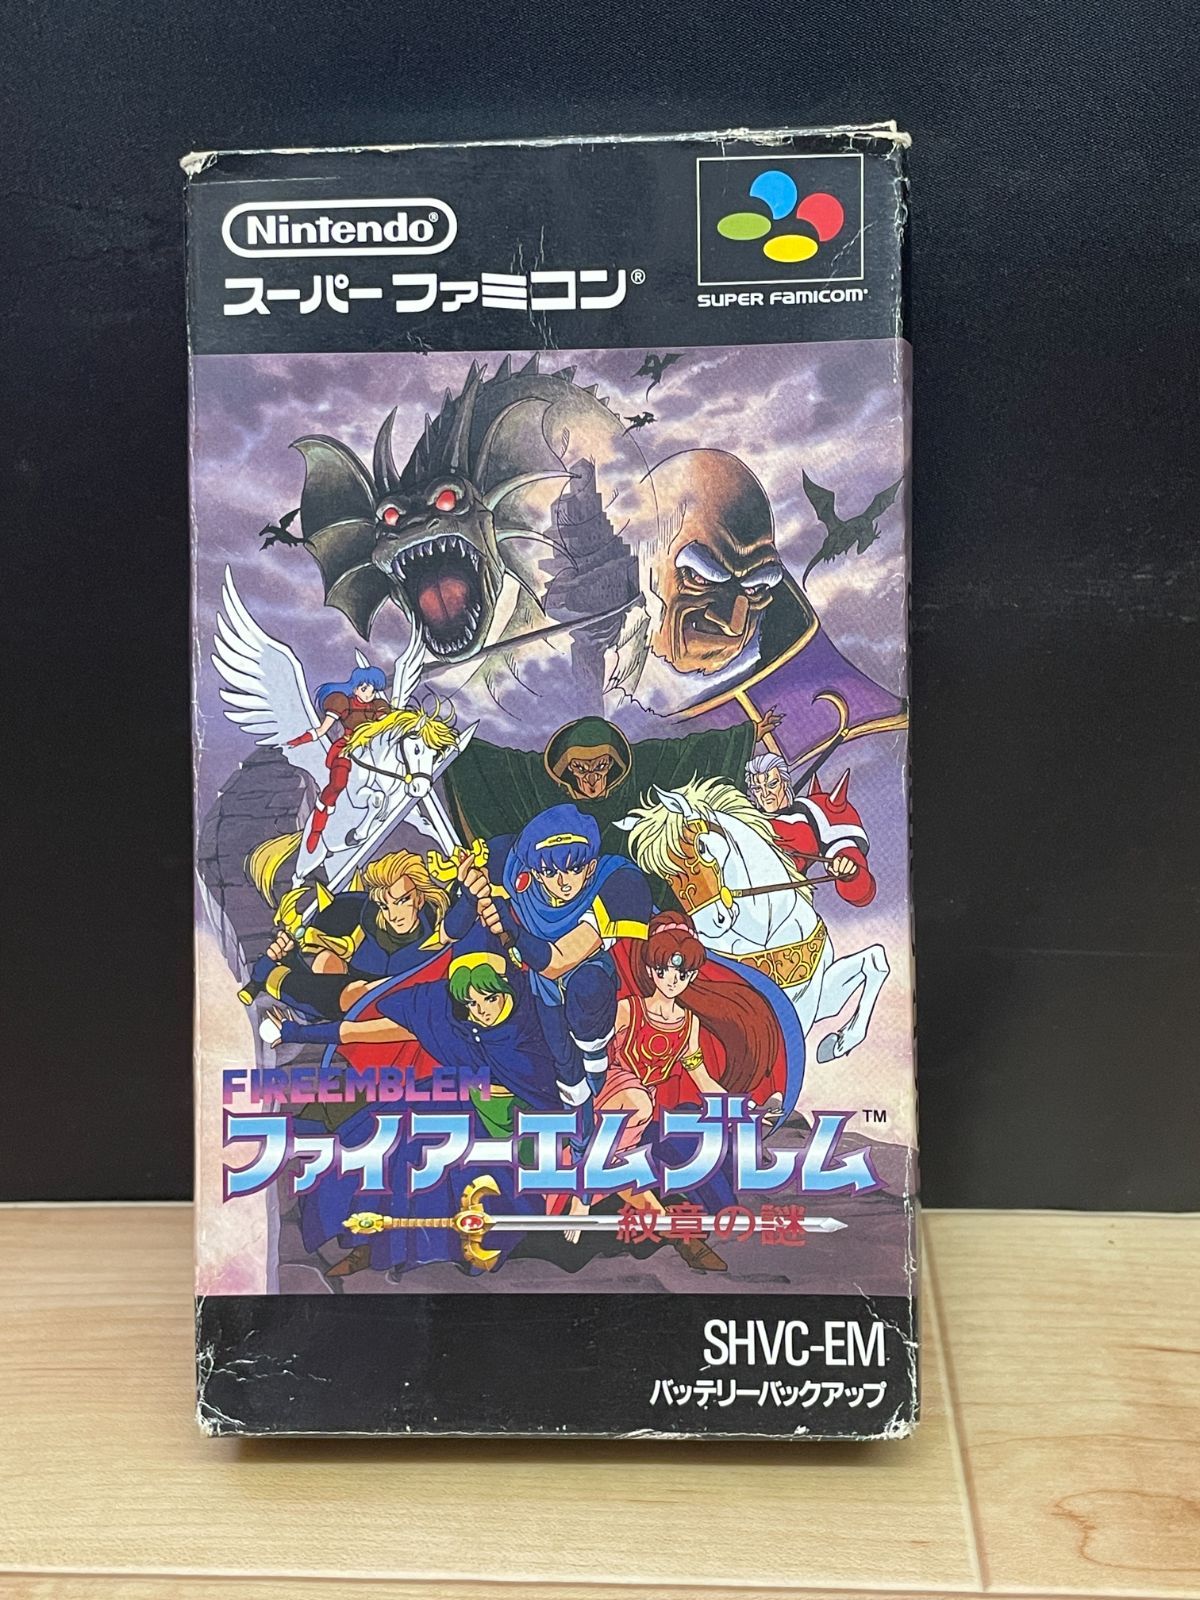 Nintendo®
スーパーファミコン®
SUPER FAMICOM™
FIREEMBLEM
ファイアーエムブレム™
紋章の謎
SHVC-EM
バッテリーバックアップ